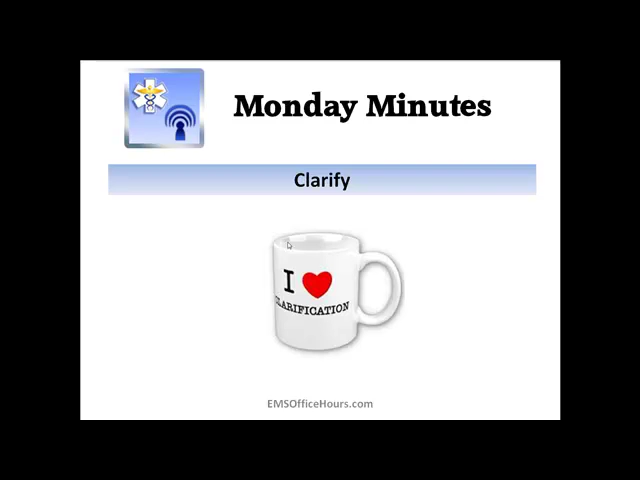 Monday Minutes
Clarify
I ❤
CLARIFICATION
EMSOfficeHours.com